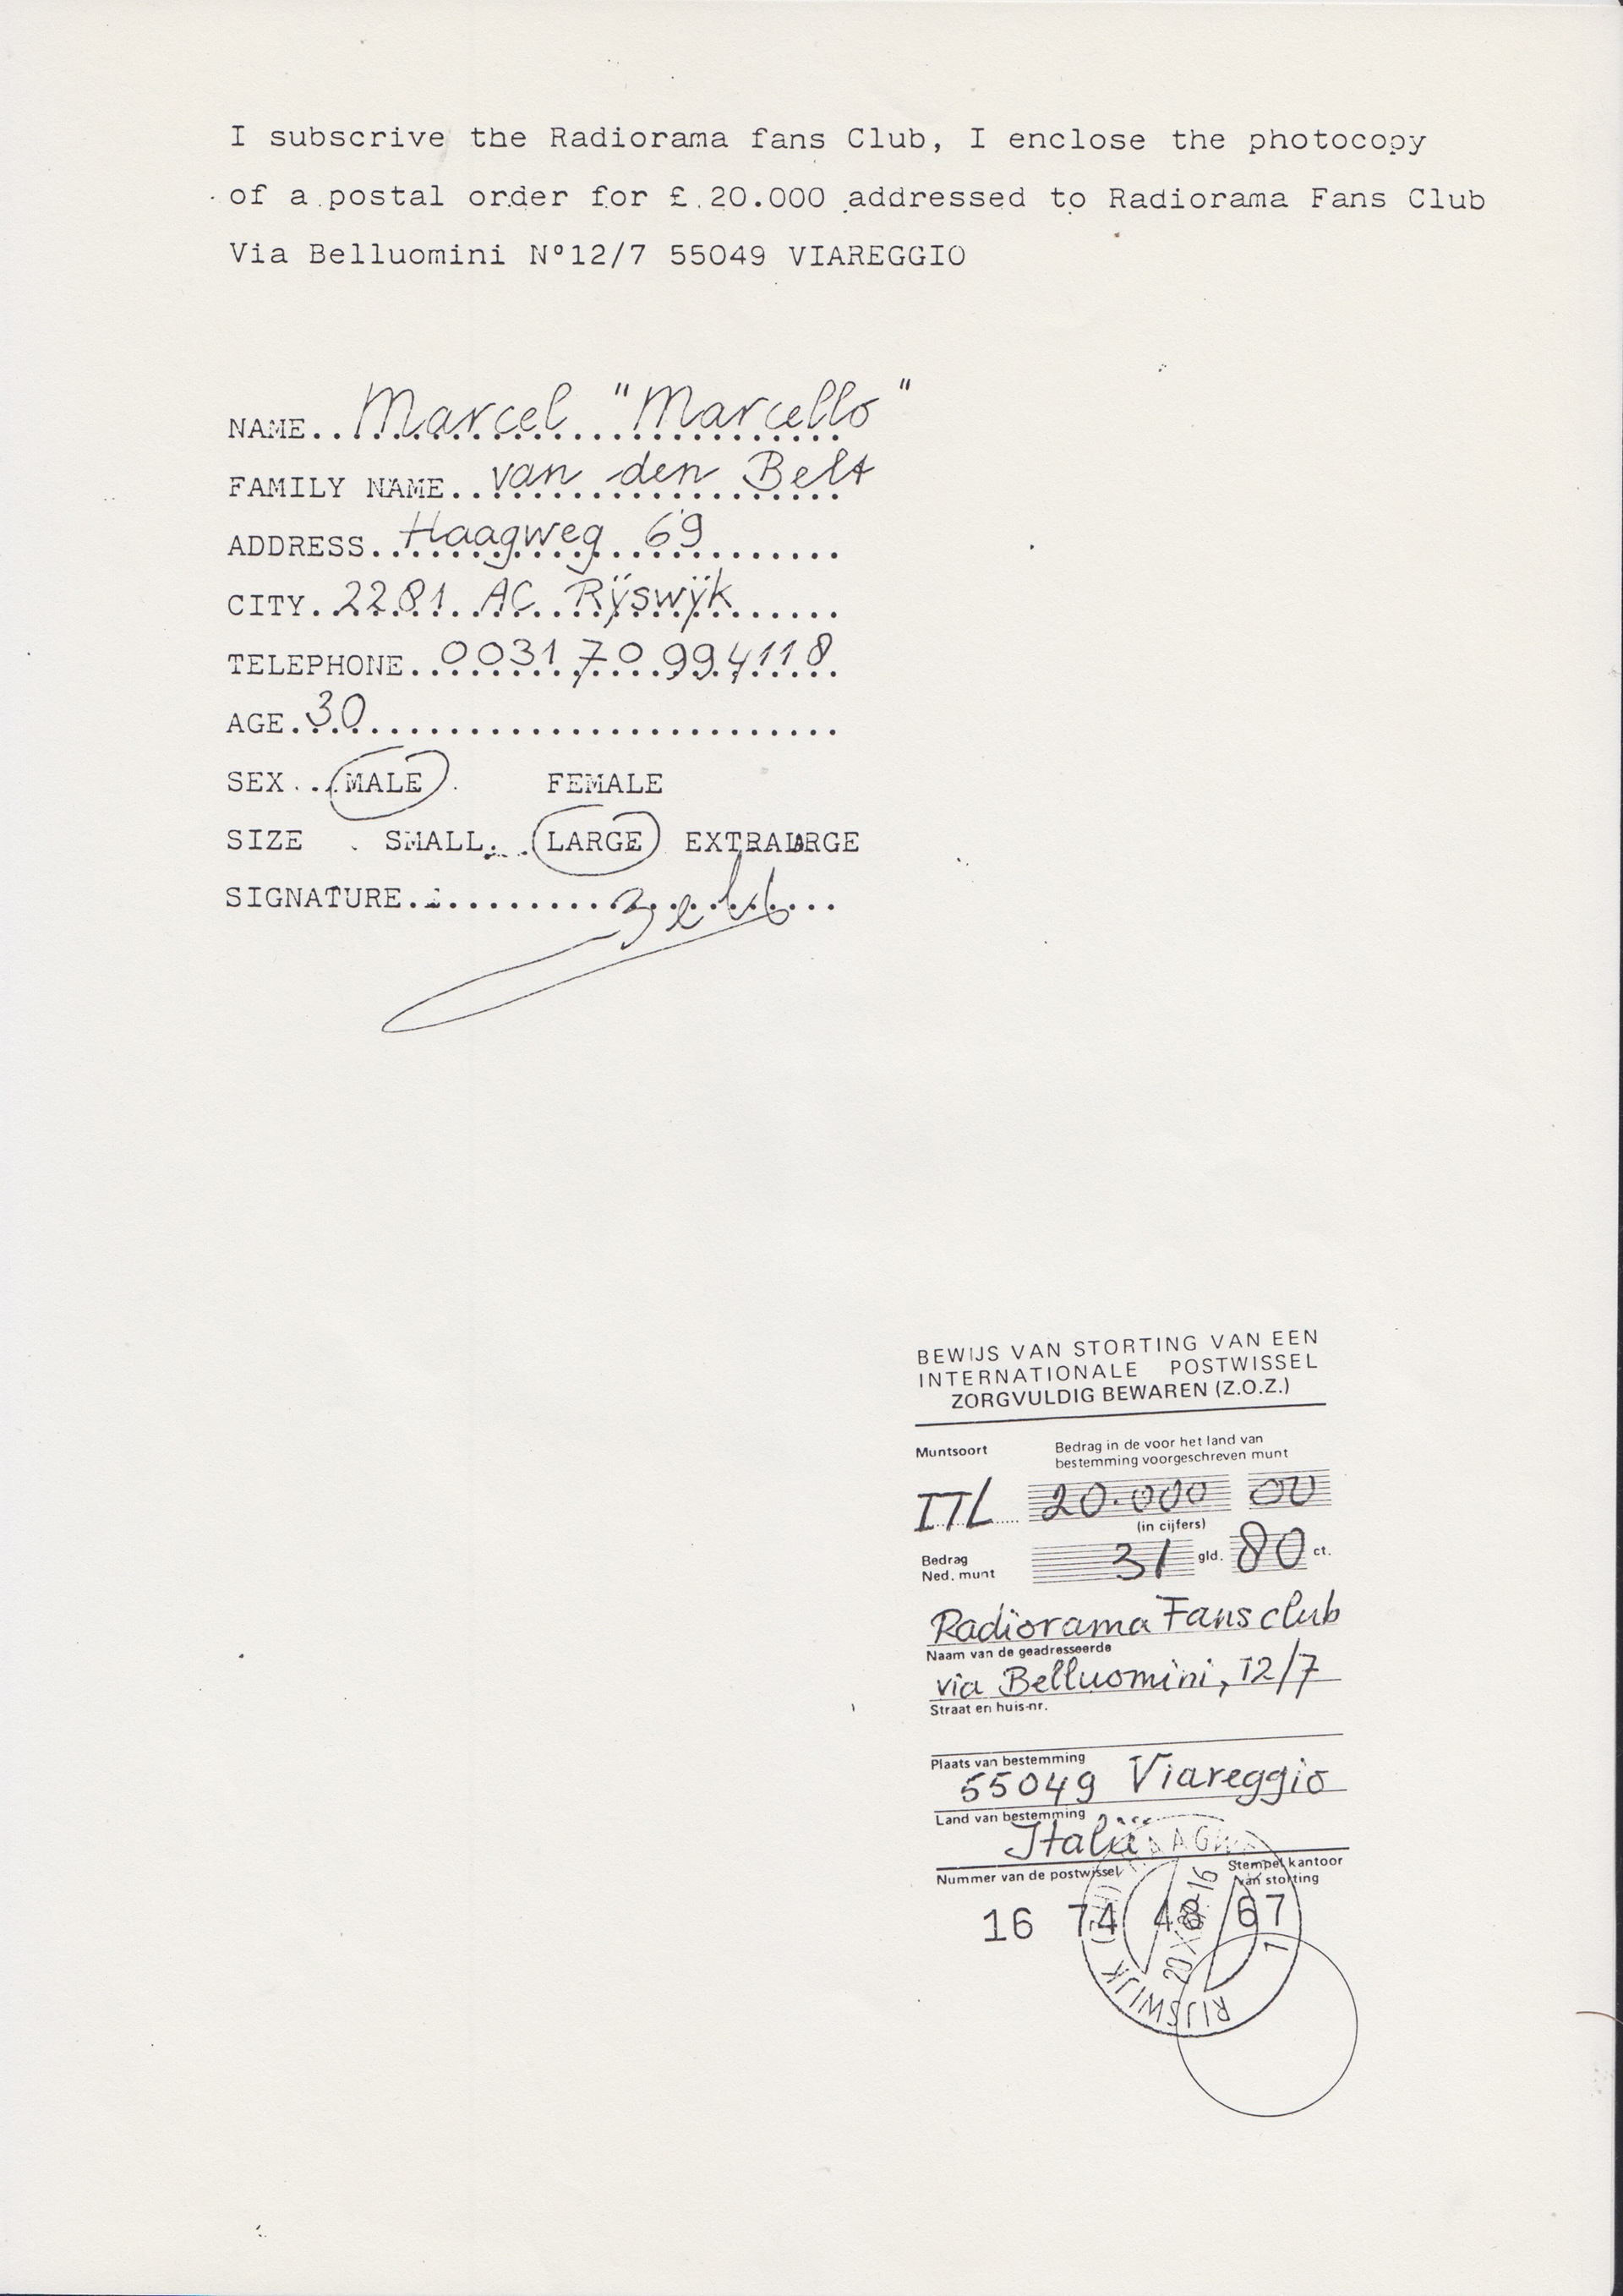 I subscrive the Radiorama fans Club, I enclose the photocopy
of a postal order for £.20.000 addressed to Radiorama Fans Club
Via Belluomini N°12/7 55049 VIAREGGIO
NAME.. Marcel "Marcello"
FAMILY NAME.. van den Belt
ADDRESS. Haagweg 69
CITY. 2281 AC Rÿswÿk
TELEPHONE.. 0031 70 994118
AGE. 30
SEX... MALE. FEMALE
SIZE . SMALL. LARGE EXTRALARGE
SIGNATURE.. Belt
BEWIJS VAN STORTING VAN EEN
INTERNATIONALE POSTWISSEL
ZORGVULDIG BEWAREN (Z.O.Z.)
Muntsoort Bedrag in de voor het land van
bestemming voorgeschreven munt
ITL 20.000 00
(in cijfers)
Bedrag
Ned. munt 31 gld. 80 ct.
Radiorama Fansclub
Naam van de geadresseerde
via Belluomini, 12/7
Straat en huis-nr.
Plaats van bestemming
55049 Viareggio
Land van bestemming
Italië
Nummer van de postwissel Stempel kantoor
van storting
16 74 48 67
RIJSWIJK 1